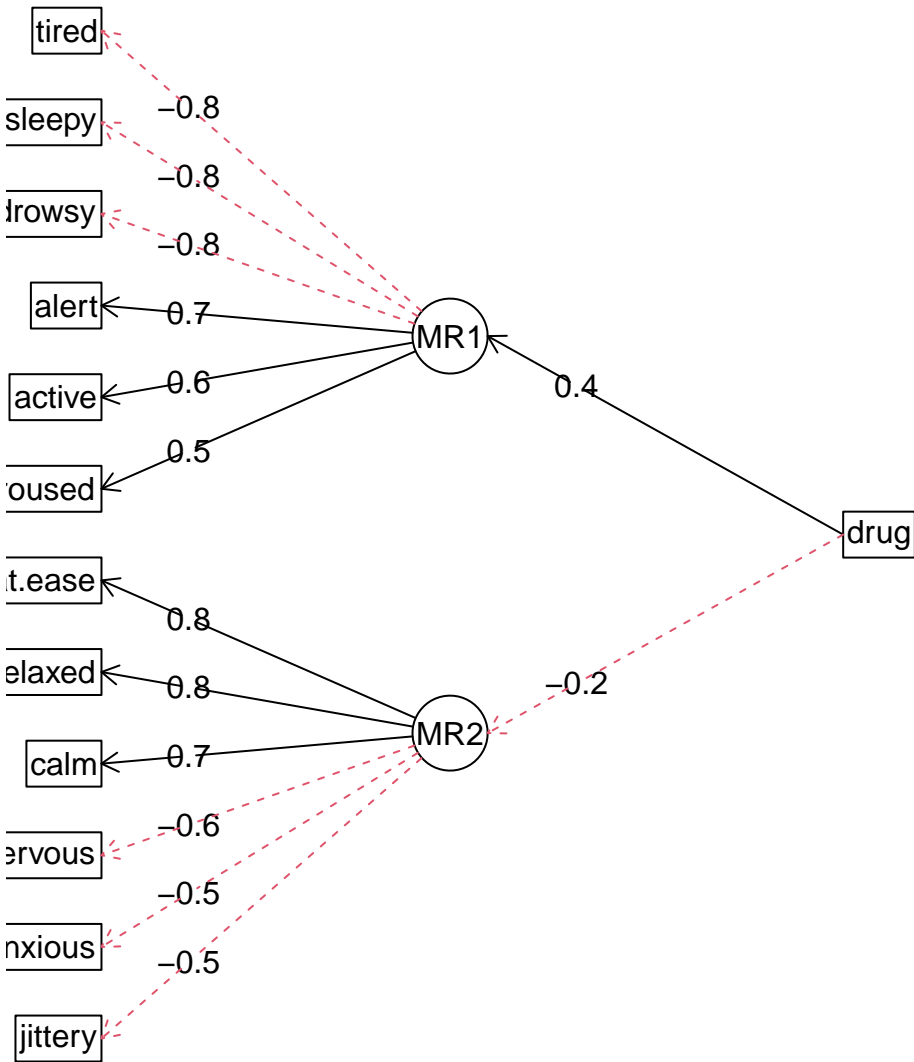 tired
–0.8
sleepy
–0.8
drowsy
–0.8
alert
0.7
MR1
active
0.6
0.4
0.5
roused
drug
at.ease
0.8
elaxed
0.8
–0.2
MR2
calm
0.7
–0.6
ervous
–0.5
nxious
–0.5
jittery